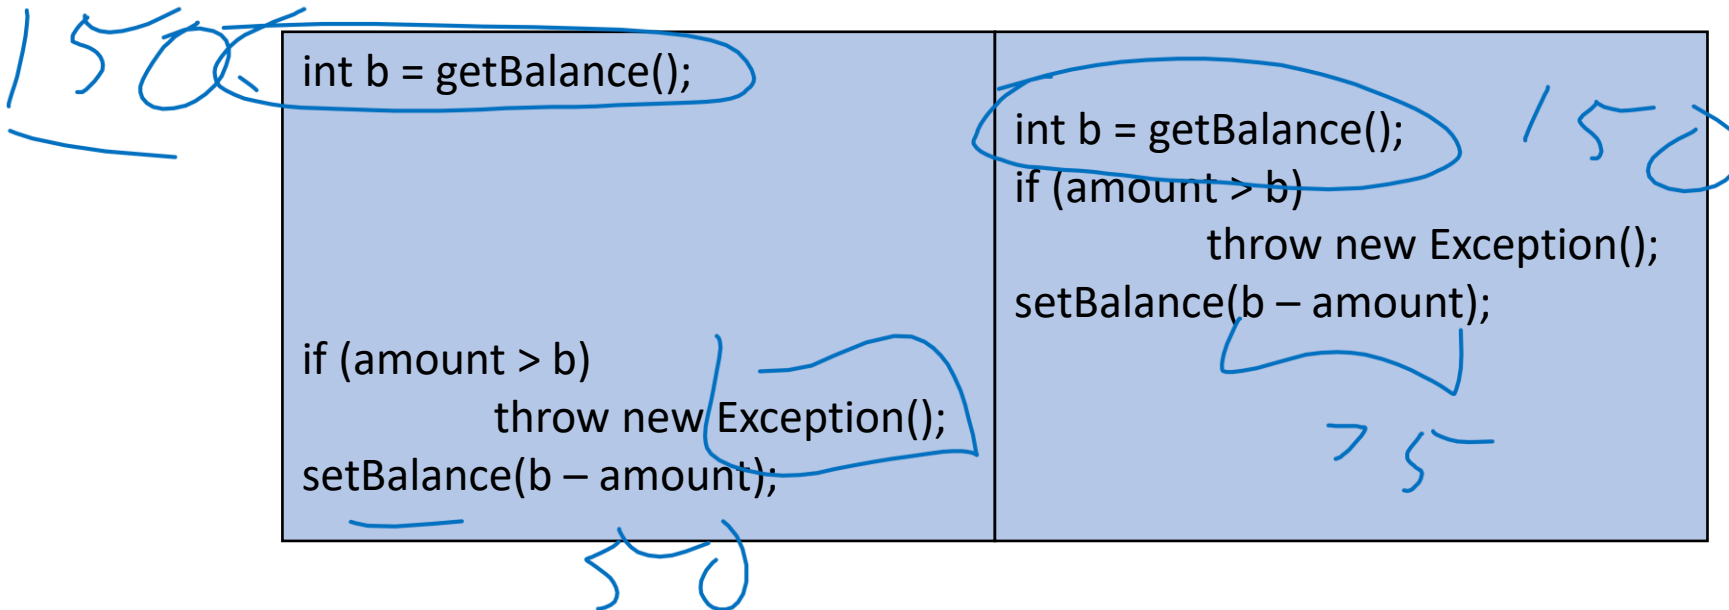 150
int b = getBalance();
if (amount > b)
throw new Exception();
setBalance(b – amount);
50
int b = getBalance();
150
if (amount > b)
throw new Exception();
setBalance(b – amount);
75